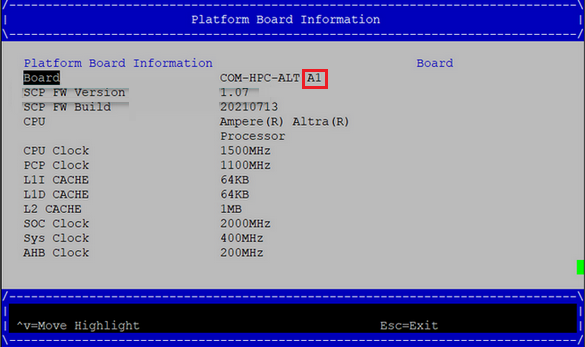 Platform Board Information
Platform Board Information Board
Board COM-HPC-ALT A1
SCP FW Version 1.07
SCP FW Build 20210713
CPU Ampere(R) Altra(R)
Processor
CPU Clock 1500MHz
PCP Clock 1100MHz
L1I CACHE 64KB
L1D CACHE 64KB
L2 CACHE 1MB
SOC Clock 2000MHz
Sys Clock 400MHz
AHB Clock 200MHz
^v=Move Highlight Esc=Exit